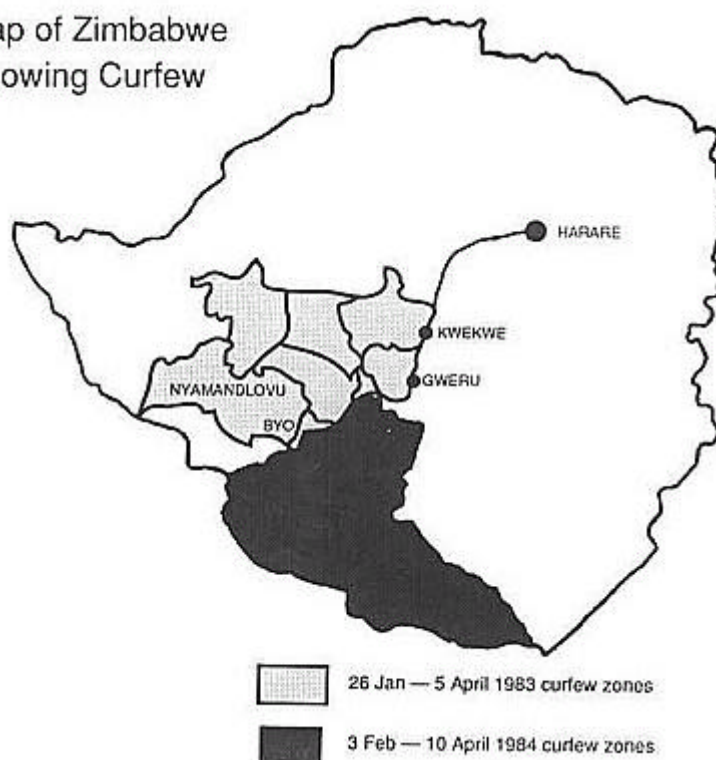 ap of Zimbabwe
owing Curfew
HARARE
KWEKWE
GWERU
NYAMANDLOVU
BYO
26 Jan — 5 April 1983 curfew zones
3 Feb — 10 April 1984 curfew zones